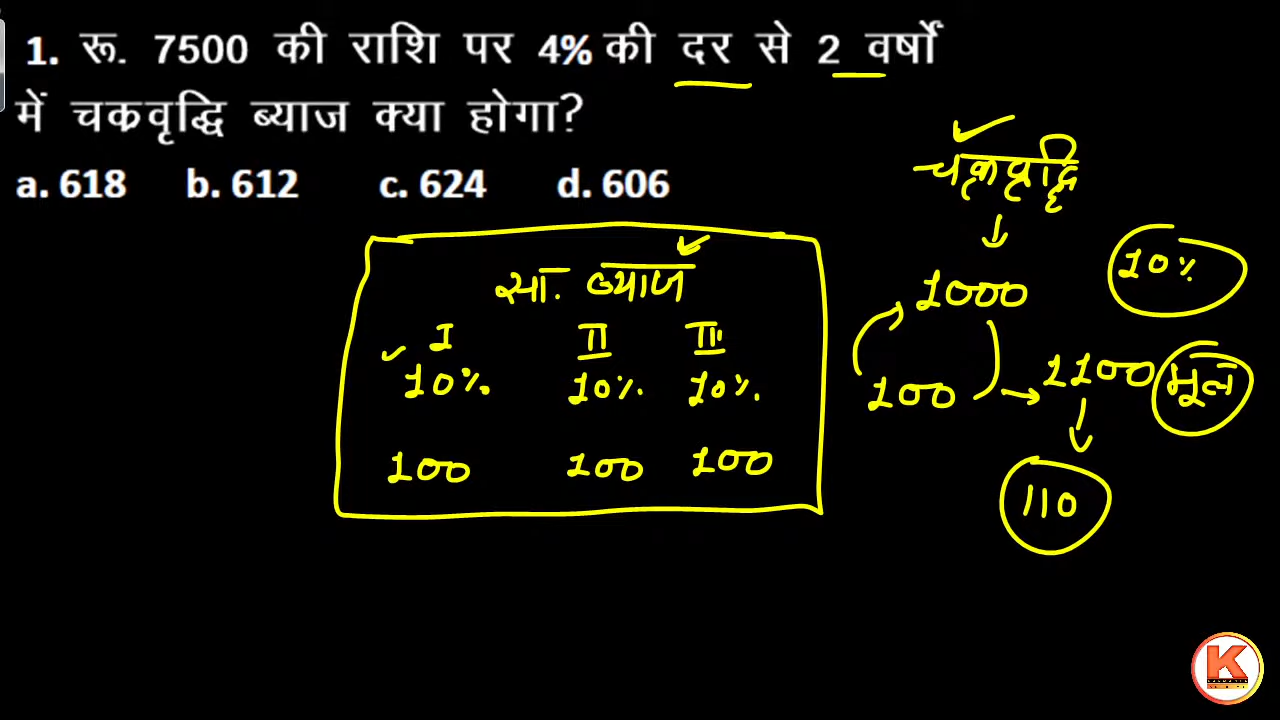 1. रू. 7500 की राशि पर 4% की दर से 2 वर्षों
में चकवृद्धि ब्याज क्या होगा?
a. 618 b. 612 c. 624 d. 606
सा. ब्याज
I II III
10% 10% 10%
100 100 100
चक्रवृद्धि
1000
10%
100
1100 मूल
110
K